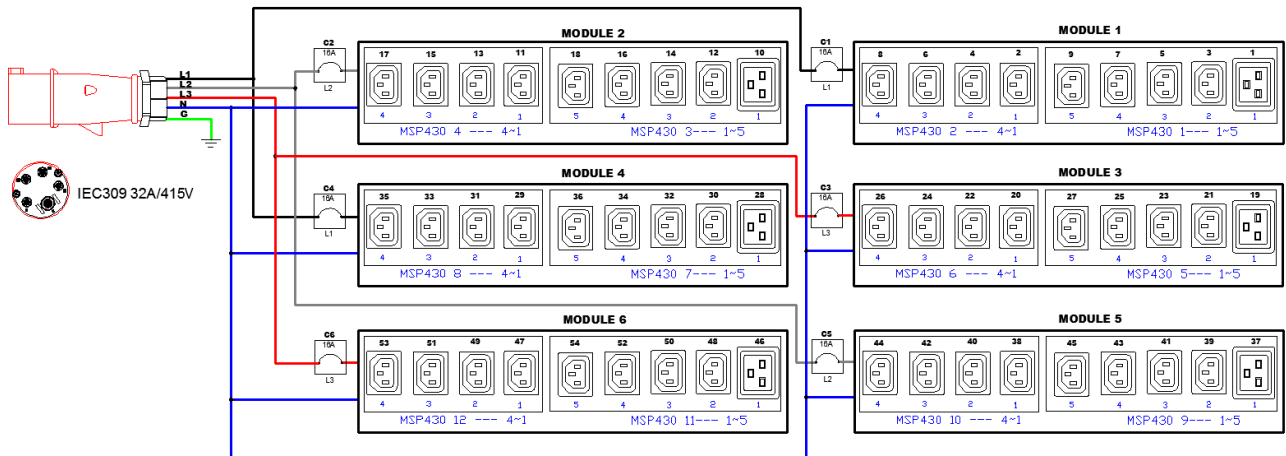 MODULE 2
MODULE 1
C2
16A
L2
17 15 13 11 18 16 14 12 10
4 3 2 1 5 4 3 2 1
MSP430 4 --- 4~1 MSP430 3--- 1~5
C1
16A
L1
8 6 4 2 9 7 5 3 1
4 3 2 1 5 4 3 2 1
MSP430 2 --- 4~1 MSP430 1--- 1~5
L1
L2
L3
N
G
IEC309 32A/415V
MODULE 4
MODULE 3
C4
16A
L1
35 33 31 29 36 34 32 30 28
4 3 2 1 5 4 3 2 1
MSP430 8 --- 4~1 MSP430 7--- 1~5
C3
16A
L3
26 24 22 20 27 25 23 21 19
4 3 2 1 5 4 3 2 1
MSP430 6 --- 4~1 MSP430 5--- 1~5
MODULE 6
MODULE 5
C6
16A
L3
53 51 49 47 54 52 50 48 46
4 3 2 1 5 4 3 2 1
MSP430 12 --- 4~1 MSP430 11--- 1~5
C5
16A
L2
44 42 40 38 45 43 41 39 37
4 3 2 1 5 4 3 2 1
MSP430 10 --- 4~1 MSP430 9--- 1~5